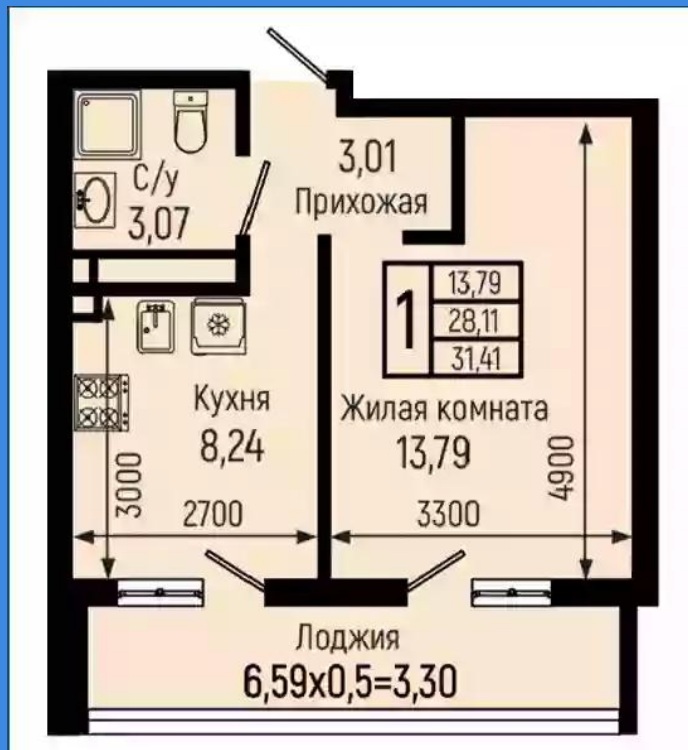 3,01
Прихожая
С/у
3,07
1
13,79
28,11
31,41
Кухня
8,24
Жилая комната
13,79
3000
2700
3300
4900
Лоджия
6,59х0,5=3,30